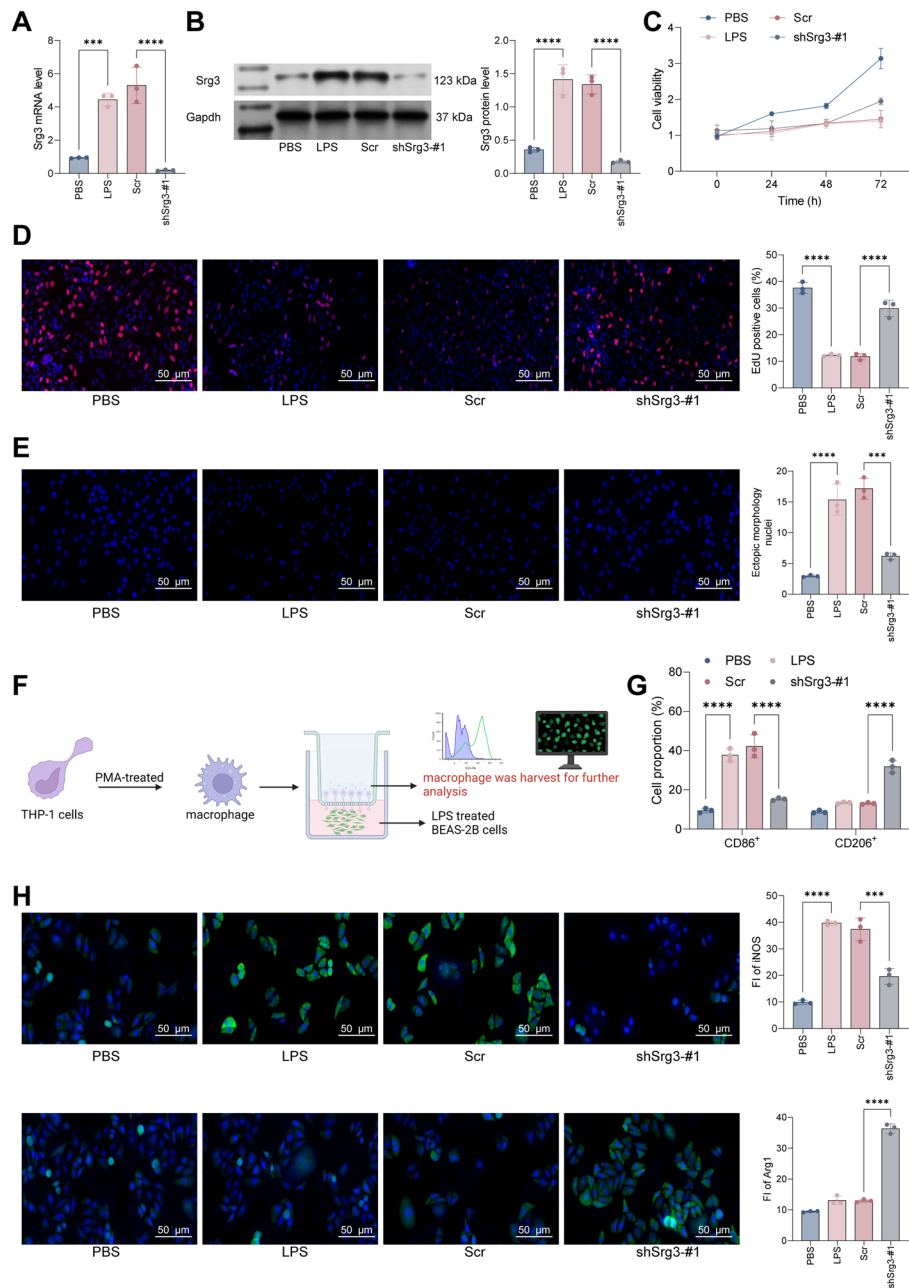 A
Srg3 mRNA level
8
6
4
2
0
***
****
PBS
LPS
Scr
shSrg3-#1
B
Srg3
123 kDa
Gapdh
37 kDa
PBS
LPS
Scr
shSrg3-#1
Srg3 protein level
2.0
1.5
1.0
0.5
0.0
****
****
PBS
LPS
Scr
shSrg3-#1
C
PBS
Scr
LPS
shSrg3-#1
Cell viability
4
3
2
1
0
0
24
48
72
Time (h)
D
50 μm
50 μm
50 μm
50 μm
PBS
LPS
Scr
shSrg3-#1
EdU positive cells (%)
50
40
30
20
10
0
****
****
PBS
LPS
Scr
shSrg3-#1
E
50 μm
50 μm
50 μm
50 μm
PBS
LPS
Scr
shSrg3-#1
Ectopic morphology
nuclei
20
15
10
5
0
****
***
PBS
LPS
Scr
shSrg3-#1
F
THP-1 cells
PMA-treated
macrophage
macrophage was harvest for further
analysis
LPS treated
BEAS-2B cells
G
PBS
LPS
Scr
shSrg3-#1
Cell proportion (%)
80
60
40
20
0
****
****
****
CD86+
CD206+
H
50 μm
50 μm
50 μm
50 μm
PBS
LPS
Scr
shSrg3-#1
FI of iNOS
50
40
30
20
10
0
****
***
PBS
LPS
Scr
shSrg3-#1
50 μm
50 μm
50 μm
50 μm
PBS
LPS
Scr
shSrg3-#1
FI of Arg1
40
30
20
10
0
****
PBS
LPS
Scr
shSrg3-#1